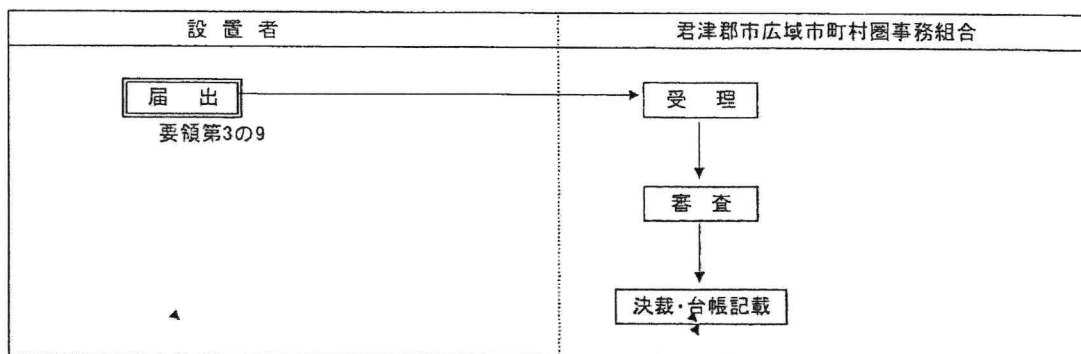 設置者
君津郡市広域市町村圏事務組合
届出
受理
要領第3の9
審査
決裁・台帳記載